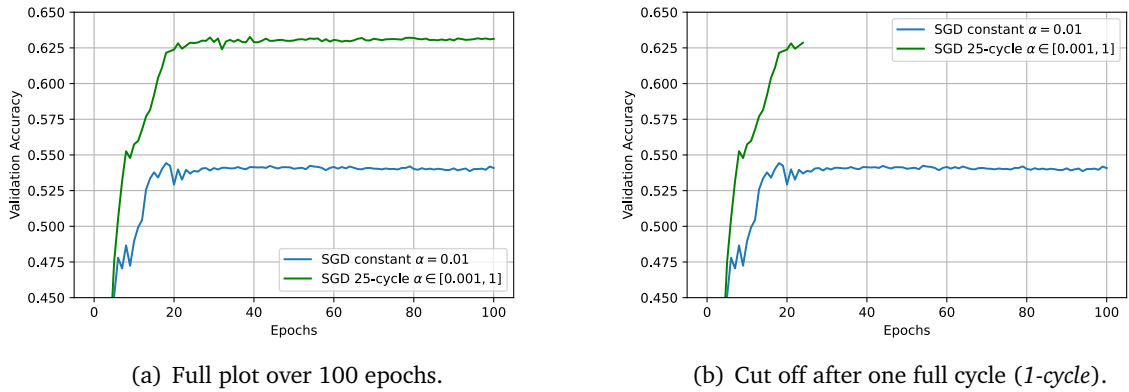 0.650
0.625
0.600
0.575
0.550
0.525
0.500
0.475
0.450
Validation Accuracy
SGD constant α = 0.01
SGD 25-cycle α ∈ [0.001, 1]
0 20 40 60 80 100
Epochs
(a) Full plot over 100 epochs.
0.650
0.625
0.600
0.575
0.550
0.525
0.500
0.475
0.450
Validation Accuracy
SGD constant α = 0.01
SGD 25-cycle α ∈ [0.001, 1]
0 20 40 60 80 100
Epochs
(b) Cut off after one full cycle (1-cycle).